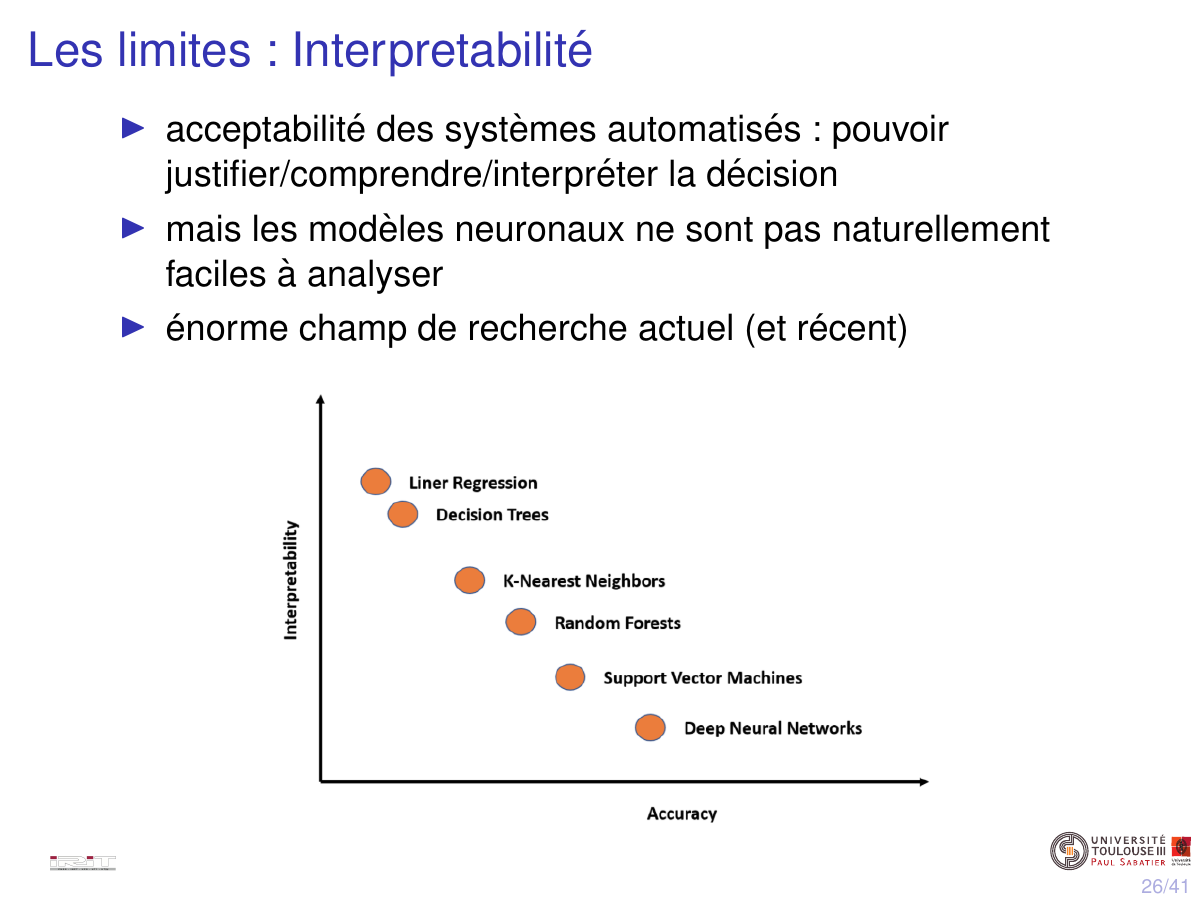 Les limites : Interpretabilité
acceptabilité des systèmes automatisés : pouvoir
justifier/comprendre/interpréter la décision
mais les modèles neuronaux ne sont pas naturellement
faciles à analyser
énorme champ de recherche actuel (et récent)
Interpretability
Liner Regression
Decision Trees
K-Nearest Neighbors
Random Forests
Support Vector Machines
Deep Neural Networks
Accuracy
IRIT
UNIVERSITÉ
TOULOUSE III
PAUL SABATIER
26/41